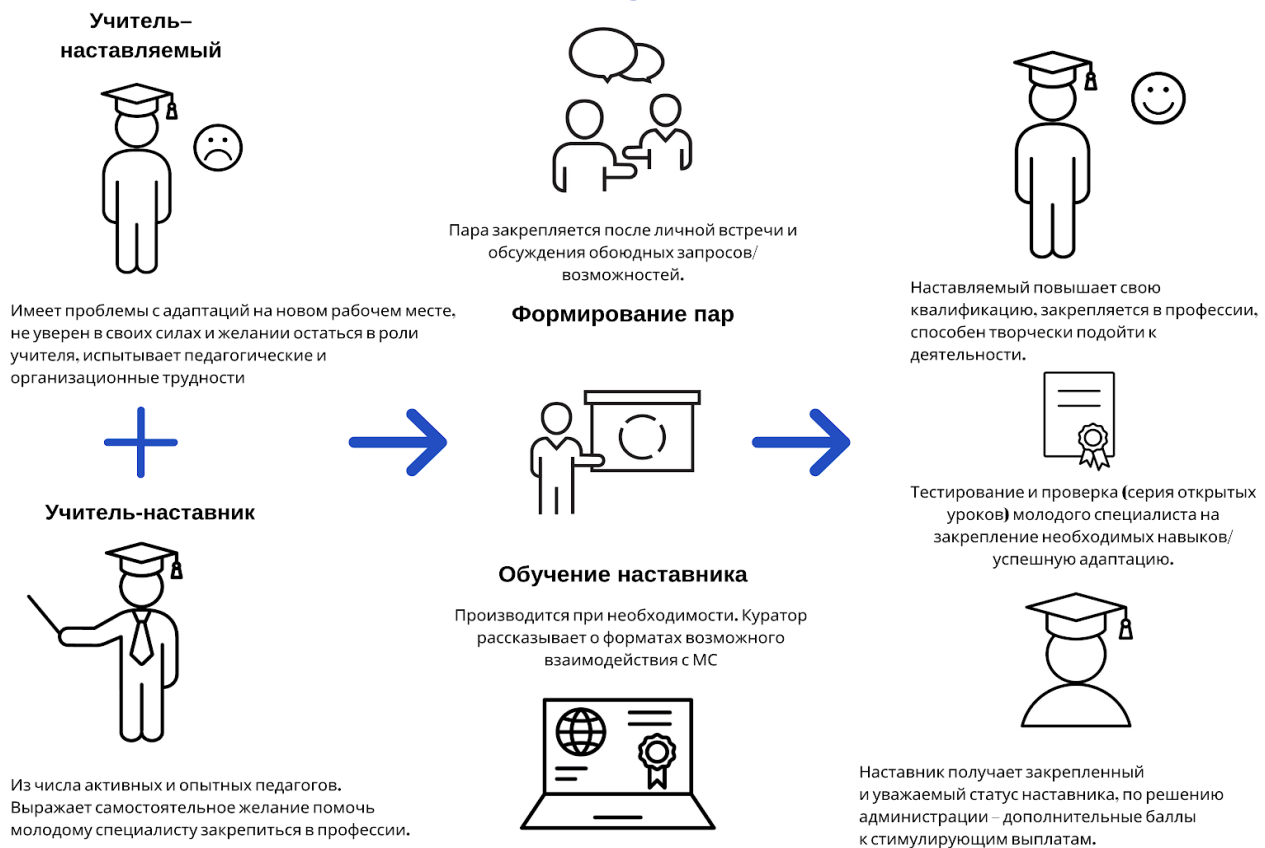 Учитель–
наставляемый
Имеет проблемы с адаптаций на новом рабочем месте,
не уверен в своих силах и желании остаться в роли
учителя, испытывает педагогические и
организационные трудности
Учитель-наставник
Из числа активных и опытных педагогов.
Выражает самостоятельное желание помочь
молодому специалисту закрепиться в профессии.
Пара закрепляется после личной встречи и
обсуждения обоюдных запросов/
возможностей.
Формирование пар
Обучение наставника
Производится при необходимости. Куратор
рассказывает о форматах возможного
взаимодействия с МС
Наставляемый повышает свою
квалификацию, закрепляется в профессии,
способен творчески подойти к
деятельности.
Тестирование и проверка (серия открытых
уроков) молодого специалиста на
закрепление необходимых навыков/
успешную адаптацию.
Наставник получает закрепленный
и уважаемый статус наставника, по решению
администрации – дополнительные баллы
к стимулирующим выплатам.